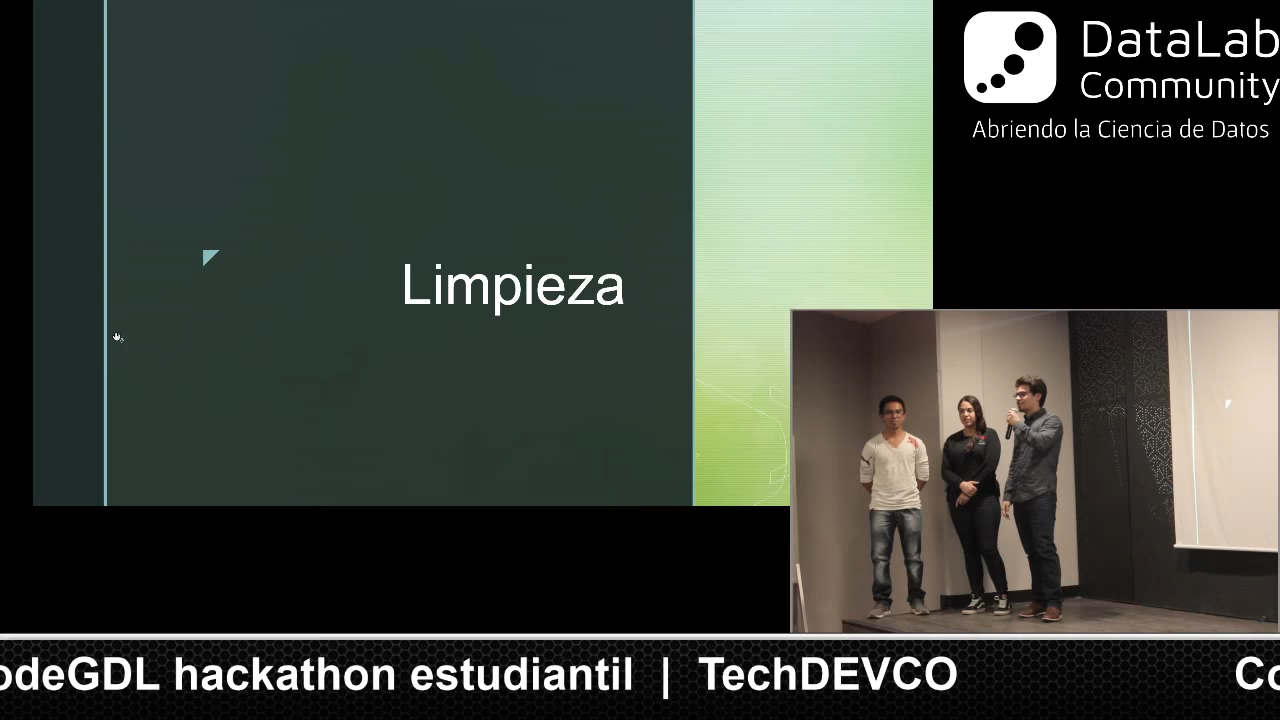 DataLab
Community
Abriendo la Ciencia de Datos
Limpieza
odeGDL hackathon estudiantil | TechDEVCO Co